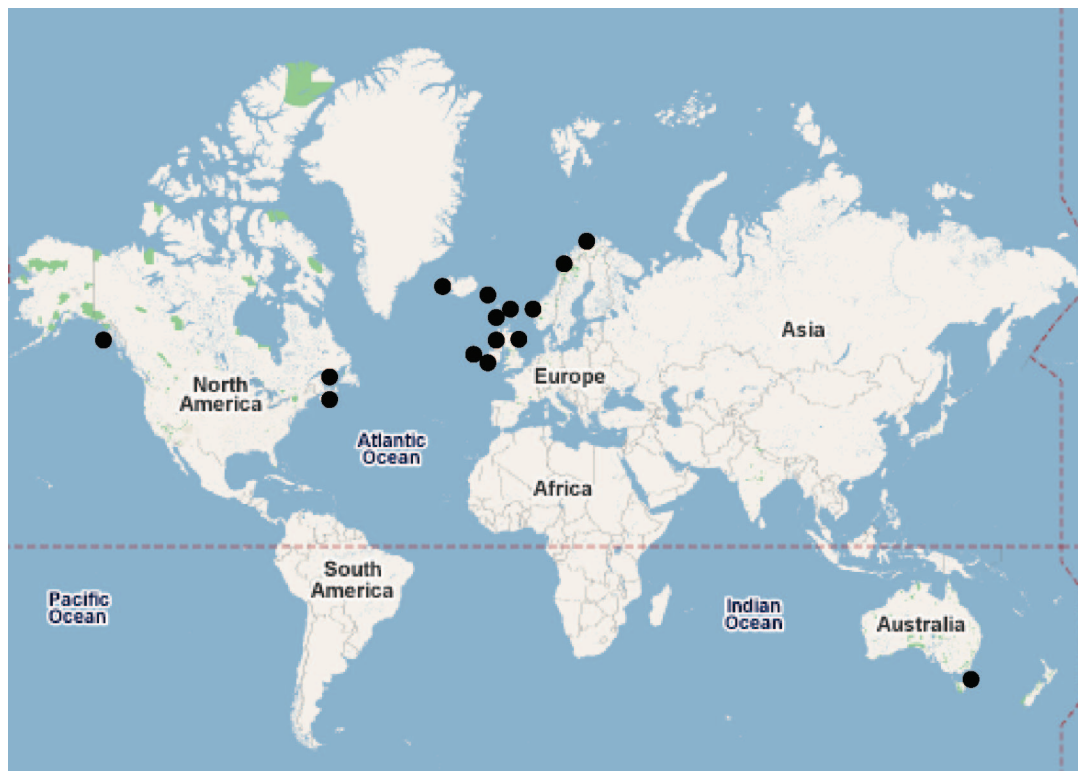 Asia
North
America
Europe
Atlantic
Ocean
Africa
South
America
Pacific
Ocean
Indian
Ocean
Australia